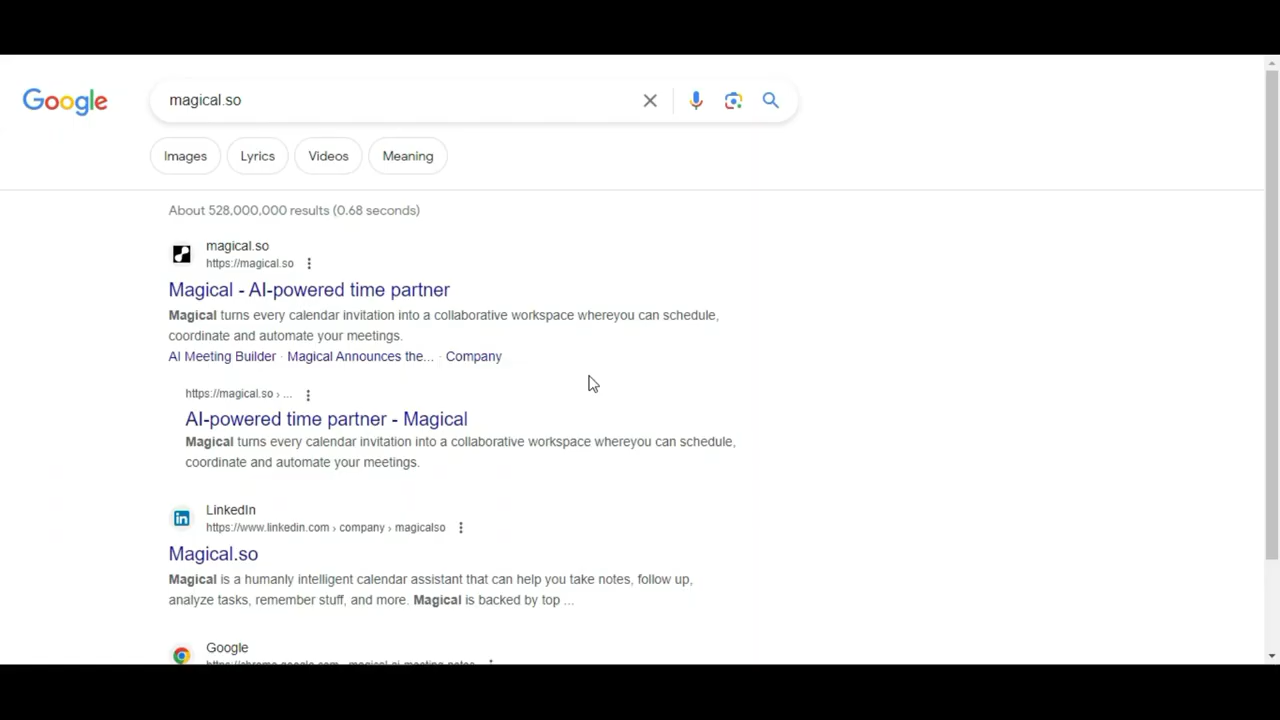 Google
magical.so
Images
Lyrics
Videos
Meaning
About 528,000,000 results (0.68 seconds)
magical.so
https://magical.so
Magical - AI-powered time partner
Magical turns every calendar invitation into a collaborative workspace whereyou can schedule,
coordinate and automate your meetings.
AI Meeting Builder · Magical Announces the... · Company
https://magical.so › ...
AI-powered time partner - Magical
Magical turns every calendar invitation into a collaborative workspace whereyou can schedule,
coordinate and automate your meetings.
in
LinkedIn
https://www.linkedin.com › company › magicalso
Magical.so
Magical is a humanly intelligent calendar assistant that can help you take notes, follow up,
analyze tasks, remember stuff, and more. Magical is backed by top ...
Google